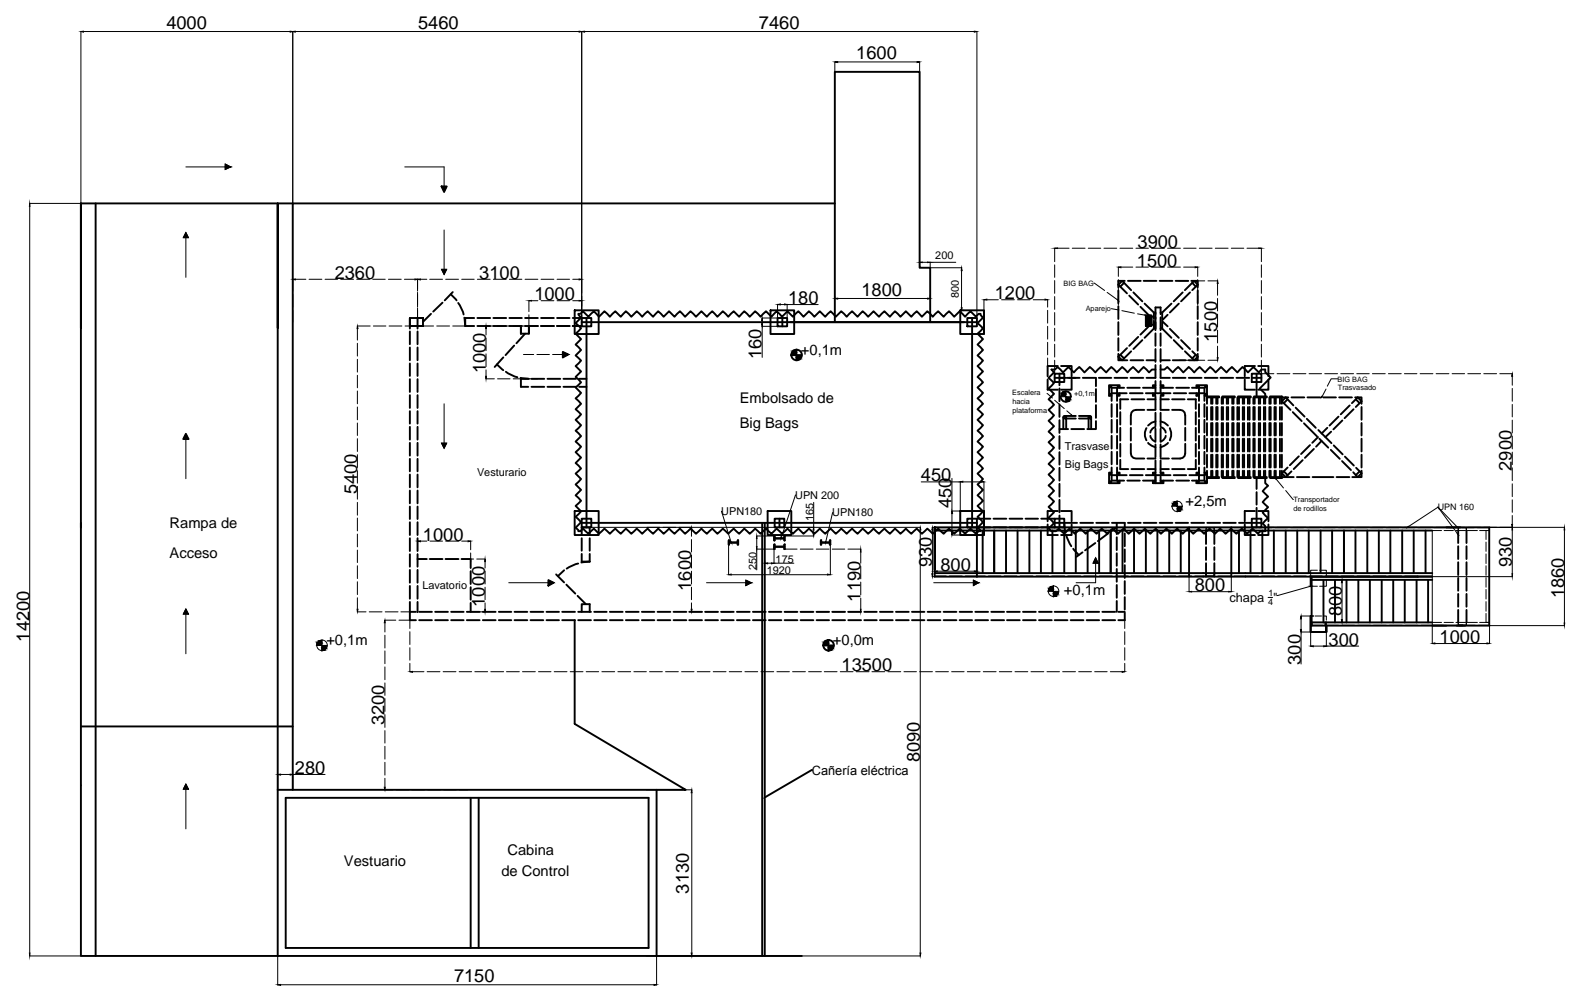 4000
5460
7460
1600
2360
3100
1000
180
1800
200
800
1200
3900
1500
1500
BIG BAG
Aparejo
1000
160
+0,1m
Embolsado de
Big Bags
Escalera
hacia
plataforma
+0,1m
BIG BAG
Trasvasado
Trasvase
Big Bags
2900
5400
Vesturario
450
450
UPN 200
UPN180
165
UPN180
+2,5m
Transportador
de rodillos
UPN 160
Rampa de
Acceso
1000
Lavatorio
1000
1600
250
175
1920
1190
930
800
+0,1m
800
chapa ¼"
800
930
1860
300
300
1000
14200
+0,1m
+0,0m
13500
3200
8090
280
Cañería eléctrica
Vestuario
Cabina
de Control
3130
7150